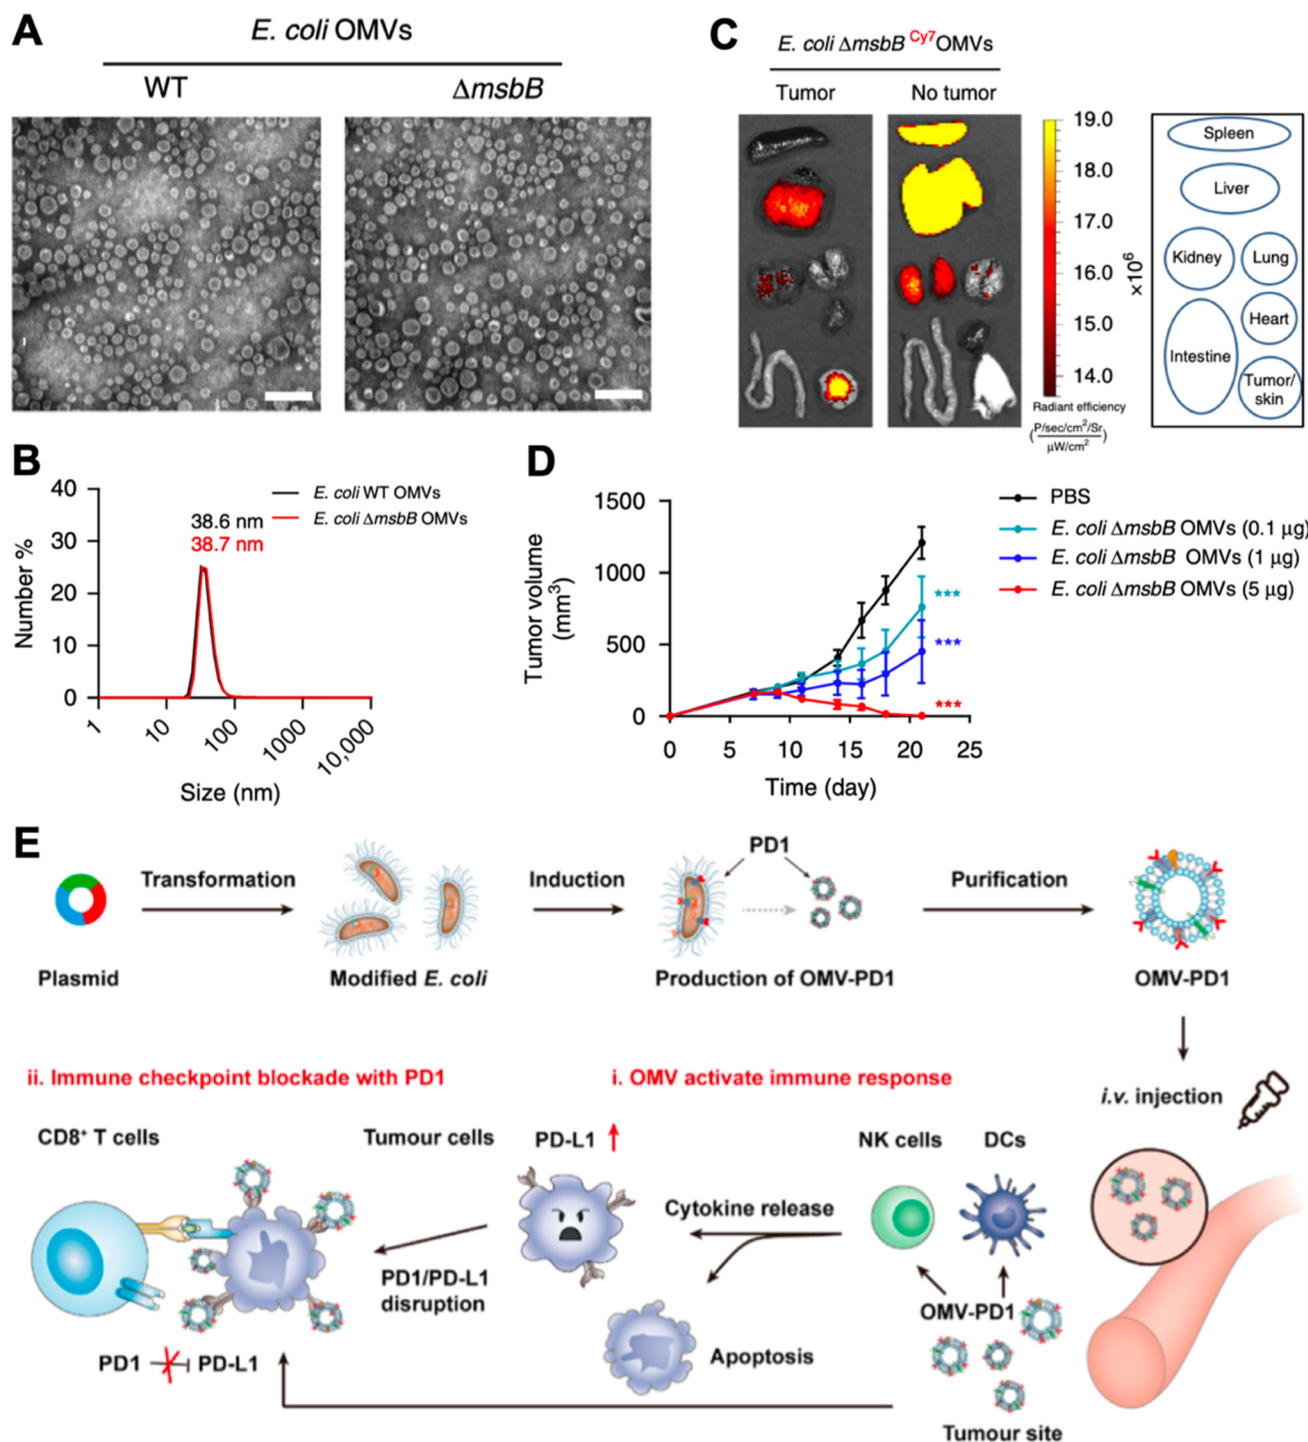 A
E. coli OMVs
WT
ΔmsbB
C
E. coli ΔmsbB Cy7OMVs
Tumor
No tumor
19.0
18.0
17.0
16.0
15.0
14.0
×10⁶
Radiant efficiency
(P/sec/cm²/Sr
μW/cm²)
Spleen
Liver
Kidney
Lung
Heart
Intestine
Tumor/
skin
B
40
30
20
10
0
Number %
E. coli WT OMVs
E. coli ΔmsbB OMVs
38.6 nm
38.7 nm
1
10
100
1000
10,000
Size (nm)
D
1500
1000
500
0
Tumor volume
(mm³)
0
5
10
15
20
25
Time (day)
***
***
***
PBS
E. coli ΔmsbB OMVs (0.1 μg)
E. coli ΔmsbB OMVs (1 μg)
E. coli ΔmsbB OMVs (5 μg)
E
Transformation
Induction
PD1
Purification
Plasmid
Modified E. coli
Production of OMV-PD1
OMV-PD1
ii. Immune checkpoint blockade with PD1
i. OMV activate immune response
i.v. injection
CD8⁺ T cells
Tumour cells
PD-L1
NK cells
DCs
Cytokine release
PD1/PD-L1
disruption
OMV-PD1
Apoptosis
PD1
PD-L1
Tumour site